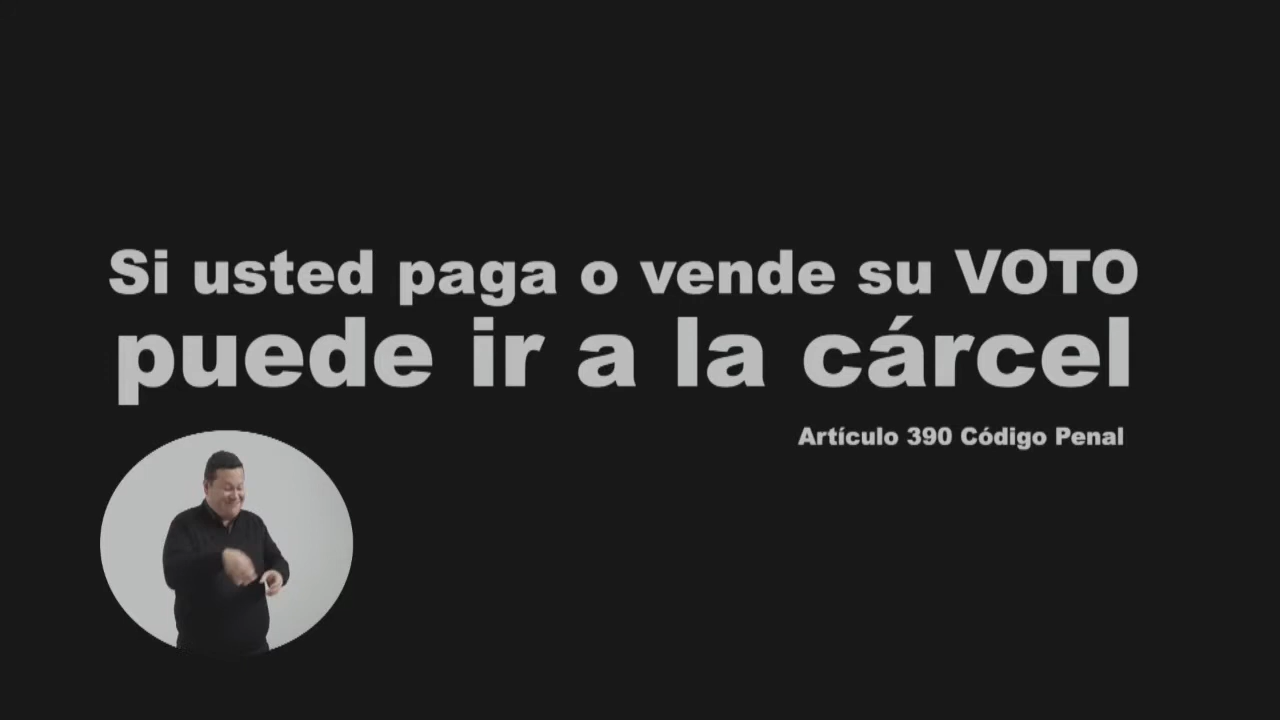 Si usted paga o vende su VOTO
puede ir a la cárcel
Artículo 390 Código Penal